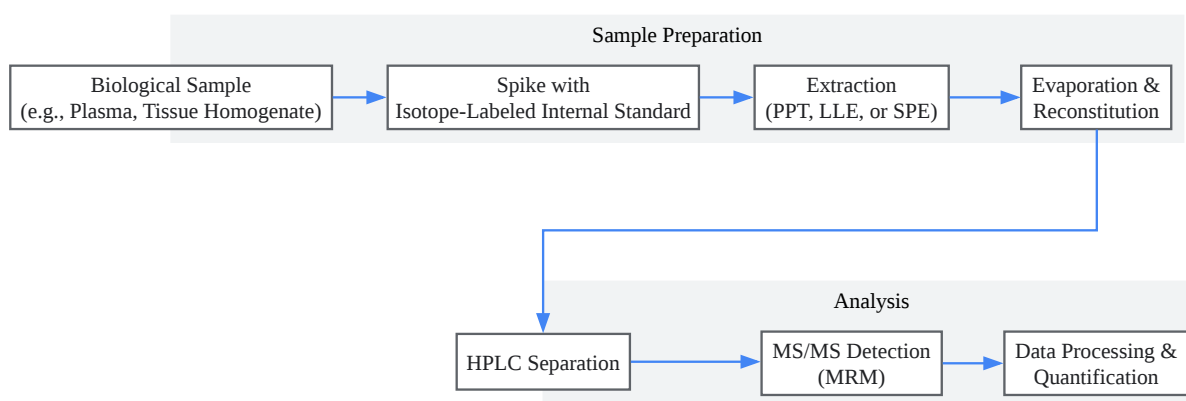 Sample Preparation
Biological Sample
(e.g., Plasma, Tissue Homogenate)
Spike with
Isotope-Labeled Internal Standard
Extraction
(PPT, LLE, or SPE)
Evaporation &
Reconstitution
Analysis
HPLC Separation
MS/MS Detection
(MRM)
Data Processing &
Quantification